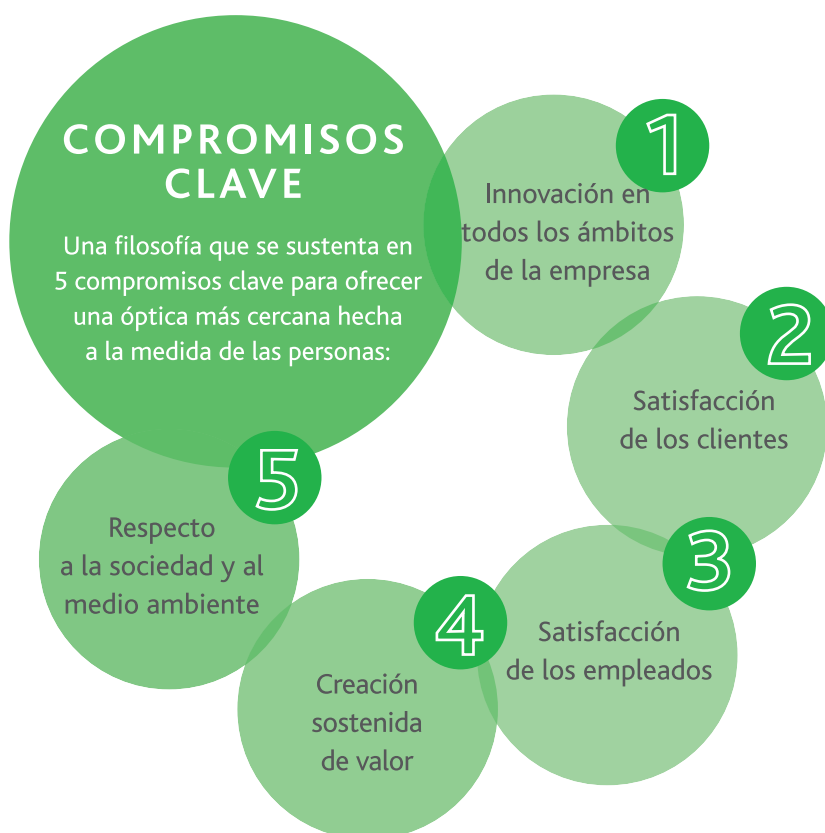 COMPROMISOS
CLAVE
Una filosofía que se sustenta en
5 compromisos clave para ofrecer
una óptica más cercana hecha
a la medida de las personas:
1
Innovación en
todos los ámbitos
de la empresa
2
Satisfacción
de los clientes
3
Satisfacción
de los empleados
4
Creación
sostenida
de valor
5
Respecto
a la sociedad y al
medio ambiente